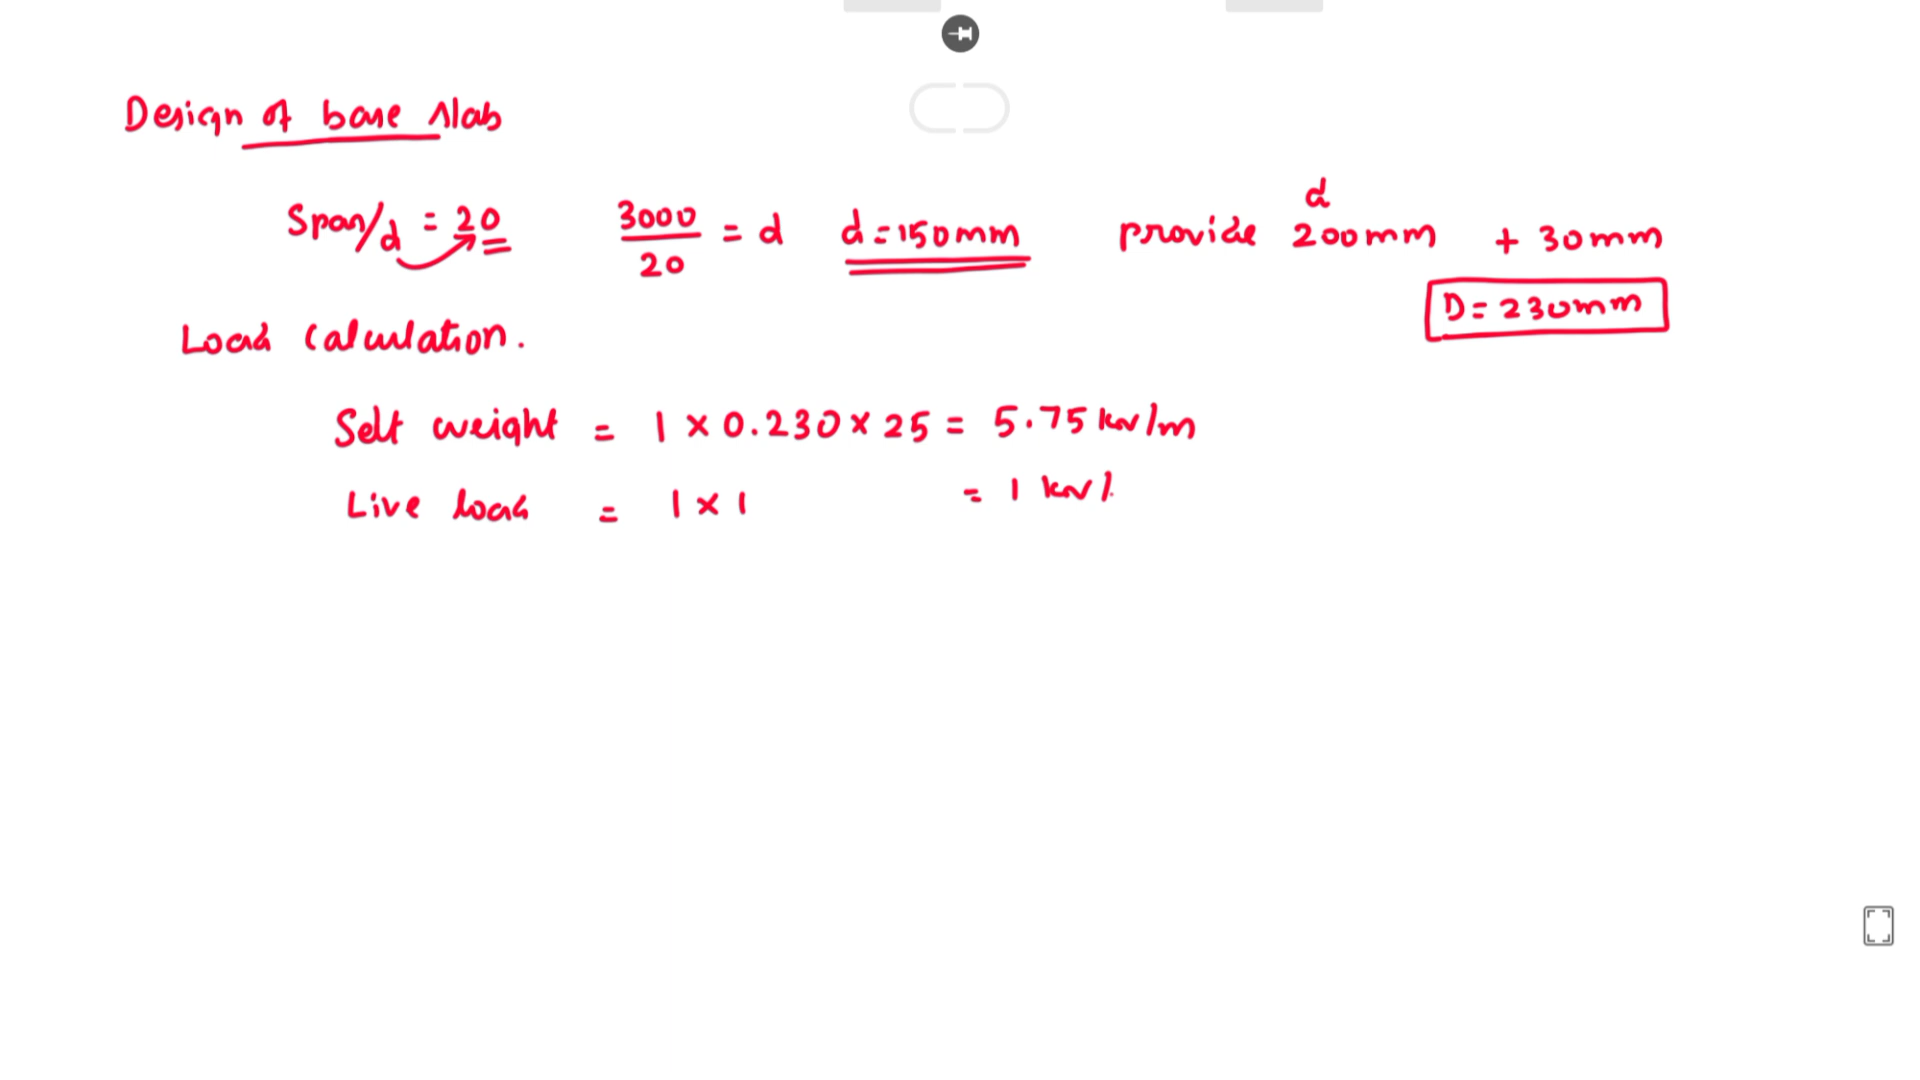 Design of base slab
Span/d = 20 3000/20 = d d = 150mm provide d 200mm + 30mm
D = 230mm
Load calculation.
Self weight = 1 × 0.230 × 25 = 5.75 kN/m
Live load = 1 × 1 = 1 kN/.